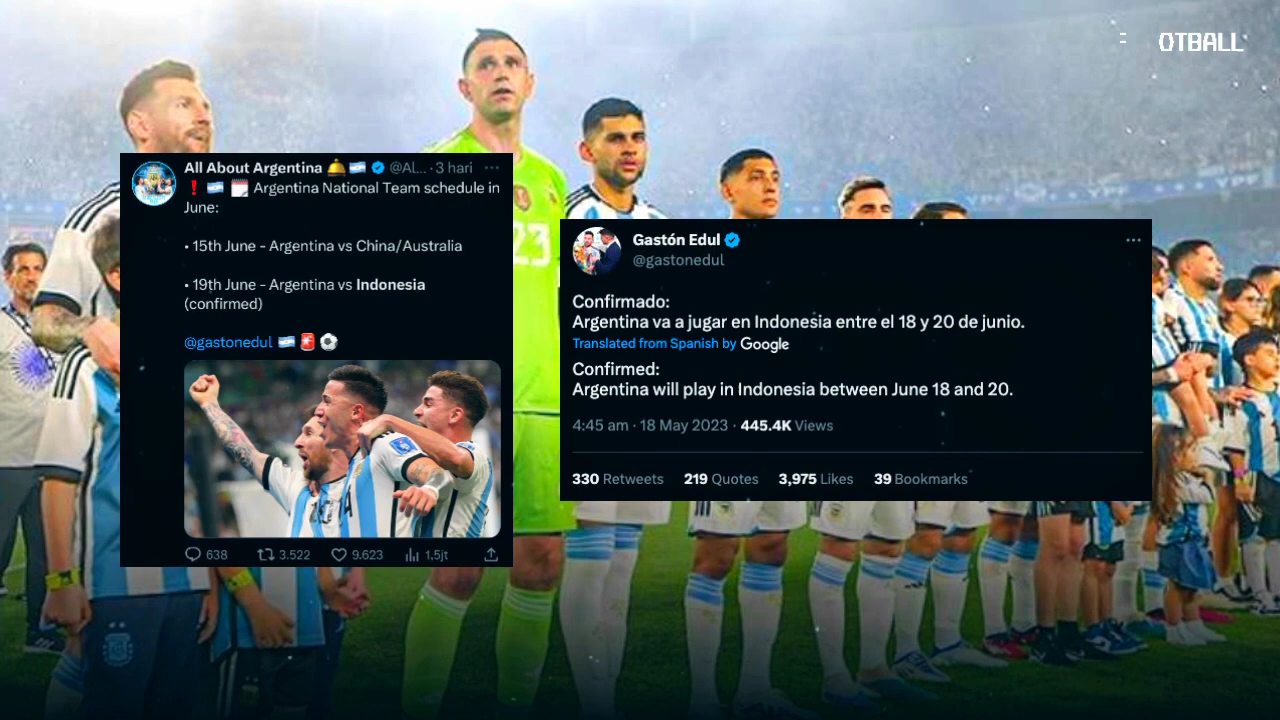 OTBALL
All About Argentina @AL... · 3 hari
Argentina National Team schedule in
June:
• 15th June - Argentina vs China/Australia
• 19th June - Argentina vs Indonesia
(confirmed)
@gastonedul
638 3.522 9.623 1,5jt
23
Gastón Edul
@gastonedul
Confirmado:
Argentina va a jugar en Indonesia entre el 18 y 20 de junio.
Translated from Spanish by Google
Confirmed:
Argentina will play in Indonesia between June 18 and 20.
4:45 am · 18 May 2023 · 445.4K Views
330 Retweets 219 Quotes 3,975 Likes 39 Bookmarks